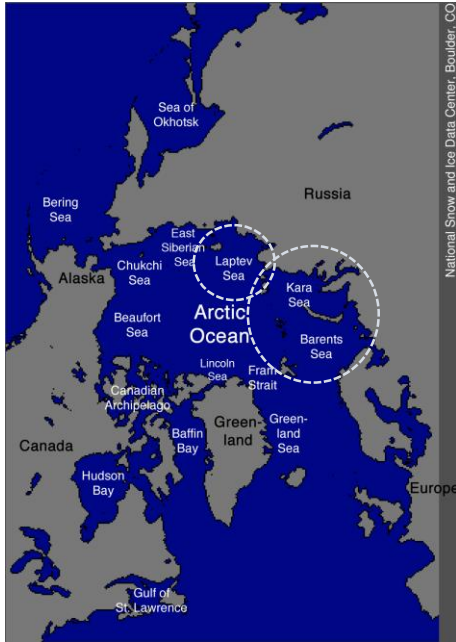 National Snow and Ice Data Center, Boulder, CO
Sea of
Okhotsk
Russia
Bering
Sea
East
Siberian
Sea
Laptev
Sea
Chukchi
Sea
Alaska
Kara
Sea
Beaufort
Sea
Arctic
Ocean
Barents
Sea
Lincoln
Sea
Fram
Strait
Canadian
Archipelago
Green-
land
Green-
land
Sea
Baffin
Bay
Canada
Hudson
Bay
Europe
Gulf of
St. Lawrence